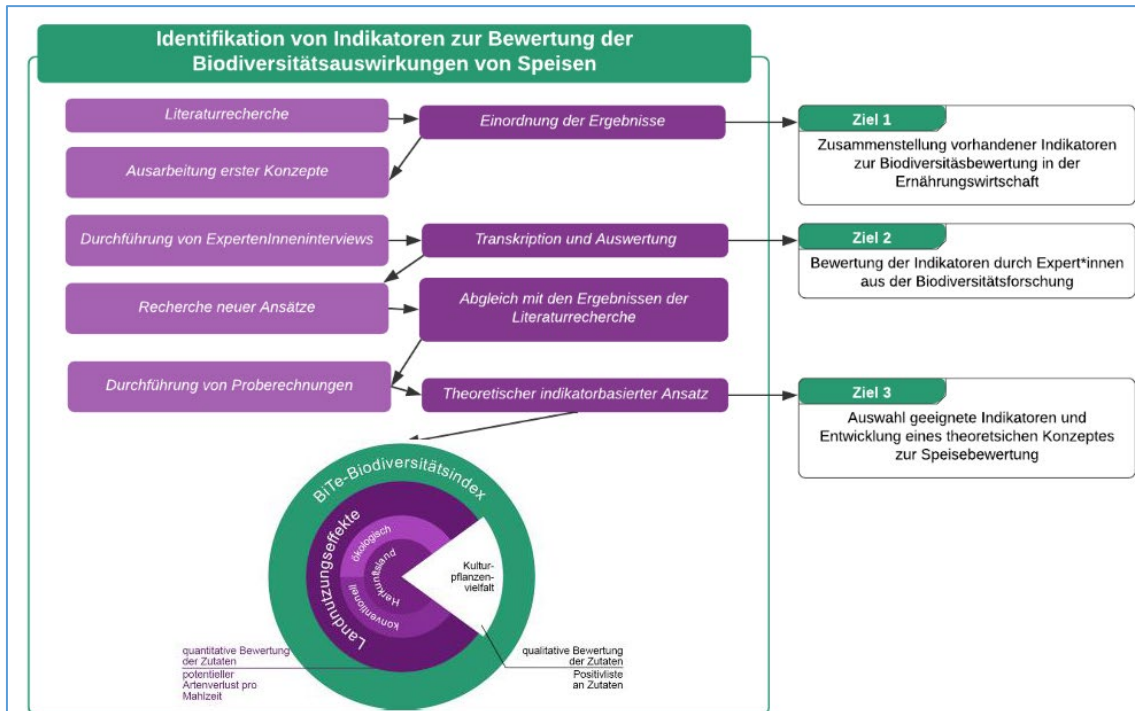 Identifikation von Indikatoren zur Bewertung der
Biodiversitätsauswirkungen von Speisen
Literaturrecherche
Einordnung der Ergebnisse
Ziel 1
Zusammenstellung vorhandener Indikatoren
zur Biodiversitäsbewertung in der
Ernährungswirtschaft
Ausarbeitung erster Konzepte
Durchführung von ExpertenInneninterviews
Transkription und Auswertung
Ziel 2
Bewertung der Indikatoren durch Expert*innen
aus der Biodiversitätsforschung
Recherche neuer Ansätze
Abgleich mit den Ergebnissen der
Literaturrecherche
Durchführung von Proberechnungen
Theoretischer indikatorbasierter Ansatz
Ziel 3
Auswahl geeignete Indikatoren und
Entwicklung eines theoretsichen Konzeptes
zur Speisebewertung
BiTe-Biodiversitätsindex
Landnutzungseffekte
ökologisch
konventionell
Herkunftsland
Kultur-
pflanzen-
vielfalt
quantitative Bewertung
der Zutaten
potentieller
Artenverlust pro
Mahlzeit
qualitative Bewertung
der Zutaten
Positivliste
an Zutaten